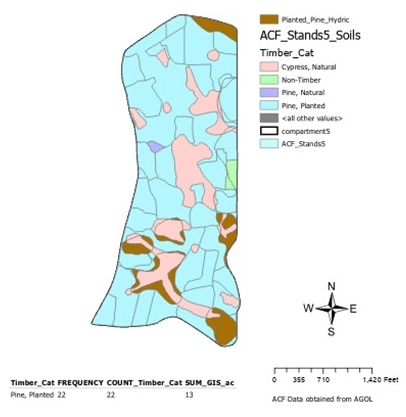 Planted_Pine_Hydric
ACF_Stands5_Soils
Timber_Cat
Cypress, Natural
Non-Timber
Pine, Natural
Pine, Planted
<all other values>
compartment5
ACF_Stands5
N
W E
S
0 355 710 1,420 Feet
Timber_Cat FREQUENCY COUNT_Timber_Cat SUM_GIS_ac
Pine, Planted 22 22 13
ACF Data obtained from AGOL